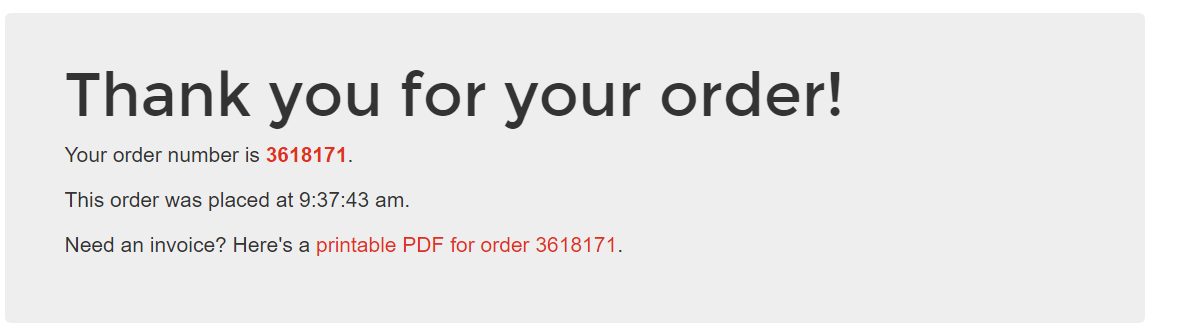 Thank you for your order!
Your order number is 3618171.
This order was placed at 9:37:43 am.
Need an invoice? Here's a printable PDF for order 3618171.